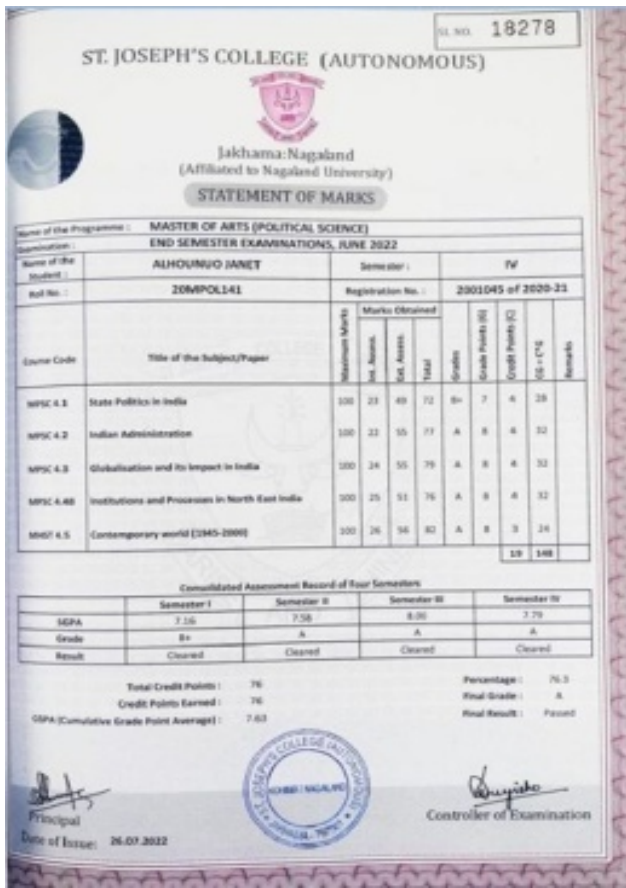 SL. NO. 18278
ST. JOSEPH'S COLLEGE (AUTONOMOUS)
Jakhama:Nagaland
(Affiliated to Nagaland University)
STATEMENT OF MARKS
Name of the Programme : MASTER OF ARTS (POLITICAL SCIENCE)
Examination : END SEMESTER EXAMINATIONS, JUNE 2022
Name of the Student : ALHOUNUO JANET Semester : IV
Roll No. : 20MPOL141 Registration No. : 2001045 of 2020-21
Course Code Title of the Subject/Paper Maximum Marks Marks Obtained Int. Assess. Ext. Assess. Total Grades Grade Points (G) Credit Points (C) CG = C*G Remarks
MPSC 4.1 State Politics in India 100 23 49 72 B+ 7 4 28
MPSC 4.2 Indian Administration 100 22 55 77 A 8 4 32
MPSC 4.3 Globalisation and its impact in India 100 24 55 79 A 8 4 32
MPSC 4.4B Institutions and Processes in North East India 100 25 51 76 A 8 4 32
MHST 4.5 Contemporary world (1945-2000) 100 26 56 82 A 8 3 24
19 148
Consolidated Assessment Record of Four Semesters
Semester I Semester II Semester III Semester IV
SGPA 7.16 7.58 8.00 7.79
Grade B+ A A A
Result Cleared Cleared Cleared Cleared
Total Credit Points : 76 Percentage : 76.3
Credit Points Earned : 76 Final Grade : A
CGPA (Cumulative Grade Point Average) : 7.63 Final Result : Passed
ST. JOSEPH'S COLLEGE (AUTONOMOUS)
KOHIMA : NAGALAND
Principal Controller of Examination
Date of Issue: 26.07.2022